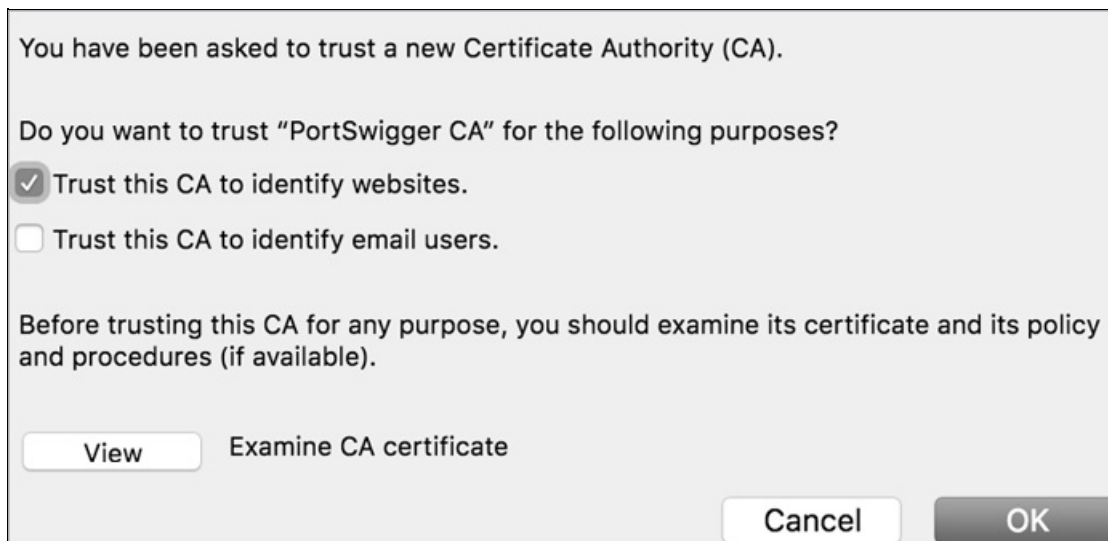 You have been asked to trust a new Certificate Authority (CA).
Do you want to trust “PortSwigger CA” for the following purposes?
Trust this CA to identify websites.
Trust this CA to identify email users.
Before trusting this CA for any purpose, you should examine its certificate and its policy
and procedures (if available).
View Examine CA certificate
Cancel OK